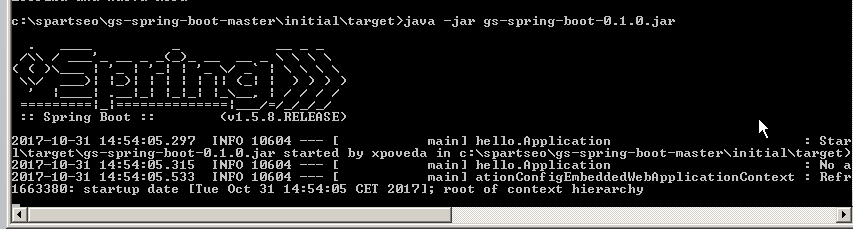 c:\spartseo\gs-spring-boot-master\initial\target>java -jar gs-spring-boot-0.1.0.jar
Spring
:: Spring Boot :: (v1.5.8.RELEASE)
2017-10-31 14:54:05.297 INFO 10604 --- [ main] hello.Application : Star
l\target\gs-spring-boot-0.1.0.jar started by xpoveda in c:\spartseo\gs-spring-boot-master\initial\target>
2017-10-31 14:54:05.315 INFO 10604 --- [ main] hello.Application : No a
2017-10-31 14:54:05.533 INFO 10604 --- [ main] ationConfigEmbeddedWebApplicationContext : Refr
1663380: startup date [Tue Oct 31 14:54:05 CET 2017]; root of context hierarchy